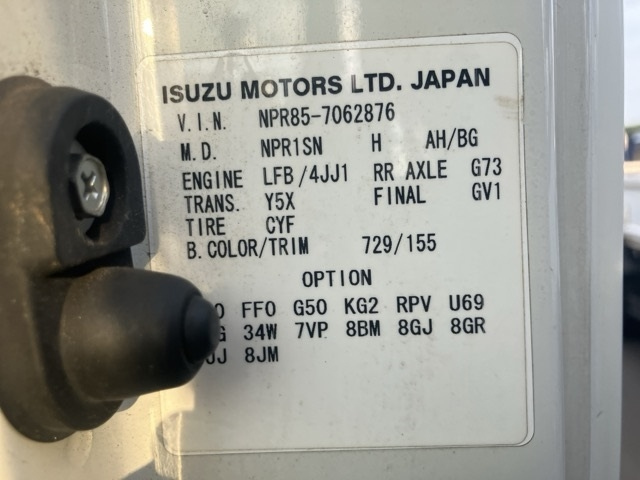 ISUZU MOTORS LTD. JAPAN
V.I.N. NPR85-7062876
M.D. NPR1SN H AH/BG
ENGINE LFB/4JJ1 RR AXLE G73
TRANS. Y5X FINAL GV1
TIRE CYF
B.COLOR/TRIM 729/155
OPTION
FF0 G50 KG2 RPV U69
34W 7VP 8BM 8GJ 8GR
8JM